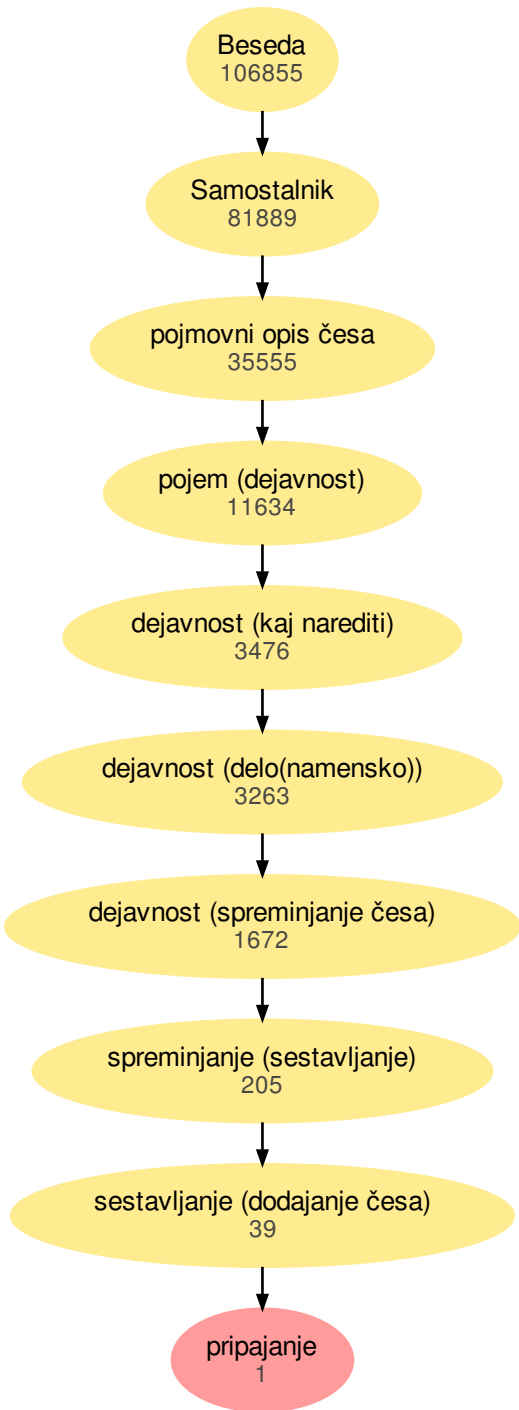 Beseda
106855
Samostalnik
81889
pojmovni opis česa
35555
pojem (dejavnost)
11634
dejavnost (kaj narediti)
3476
dejavnost (delo(namensko))
3263
dejavnost (spreminjanje česa)
1672
spreminjanje (sestavljanje)
205
sestavljanje (dodajanje česa)
39
pripajanje
1